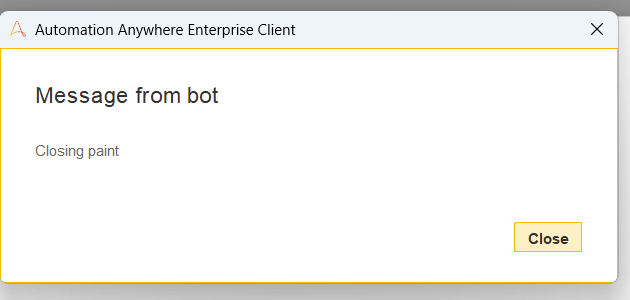 Automation Anywhere Enterprise Client
Message from bot
Closing paint
Close